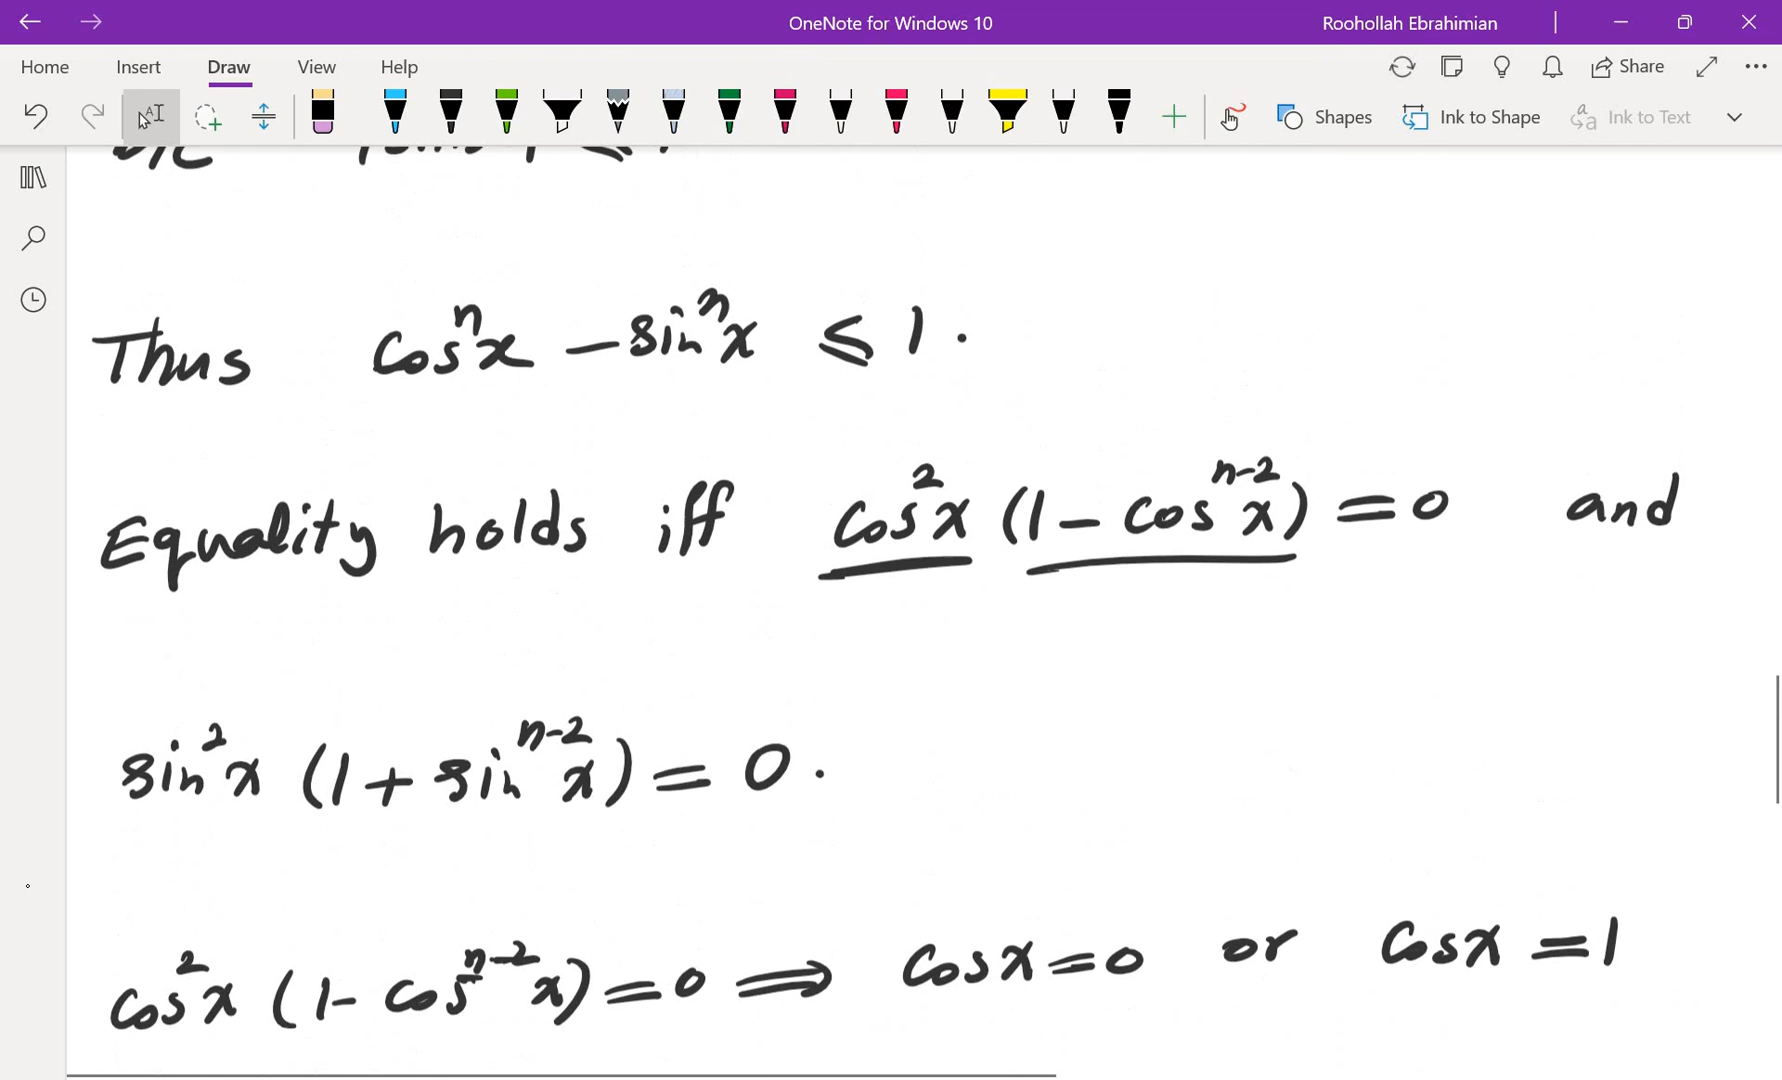 OneNote for Windows 10 Roohollah Ebrahimian
Home Insert Draw View Help Share
Shapes Ink to Shape Ink to Text
Thus cosⁿx − sinⁿx ≤ 1.
Equality holds iff cos²x (1 − cosⁿ⁻²x) = 0 and
sin²x (1 + sinⁿ⁻²x) = 0.
cos²x (1 − cosⁿ⁻²x) = 0 ⟹ cosx = 0 or cosx = 1